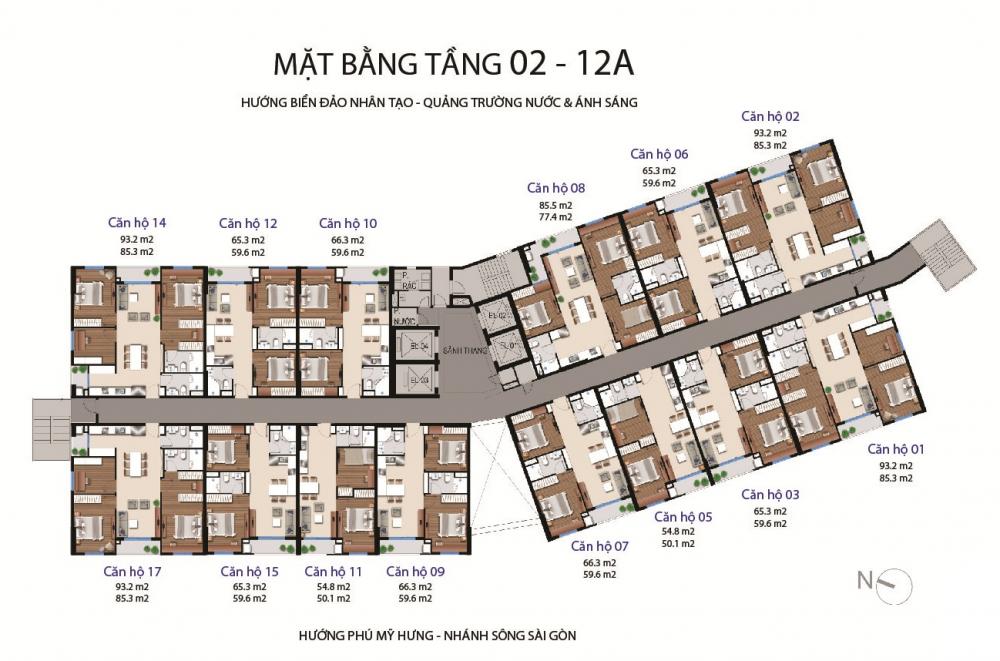 MẶT BẰNG TẦNG 02 - 12A
HƯỚNG BIỂN ĐẢO NHÂN TẠO - QUẢNG TRƯỜNG NƯỚC & ÁNH SÁNG
Căn hộ 02
93.2 m2
85.3 m2
Căn hộ 06
65.3 m2
59.6 m2
Căn hộ 08
85.5 m2
77.4 m2
Căn hộ 14
93.2 m2
85.3 m2
Căn hộ 12
65.3 m2
59.6 m2
Căn hộ 10
66.3 m2
59.6 m2
P.
RÁC
NƯỚC
EL-02
EL-01
EL-04
EL-03
SẢNH THANG
Căn hộ 01
93.2 m2
85.3 m2
Căn hộ 03
65.3 m2
59.6 m2
Căn hộ 05
54.8 m2
50.1 m2
Căn hộ 07
66.3 m2
59.6 m2
Căn hộ 17
93.2 m2
85.3 m2
Căn hộ 15
65.3 m2
59.6 m2
Căn hộ 11
54.8 m2
50.1 m2
Căn hộ 09
66.3 m2
59.6 m2
N
HƯỚNG PHÚ MỸ HƯNG - NHÁNH SÔNG SÀI GÒN